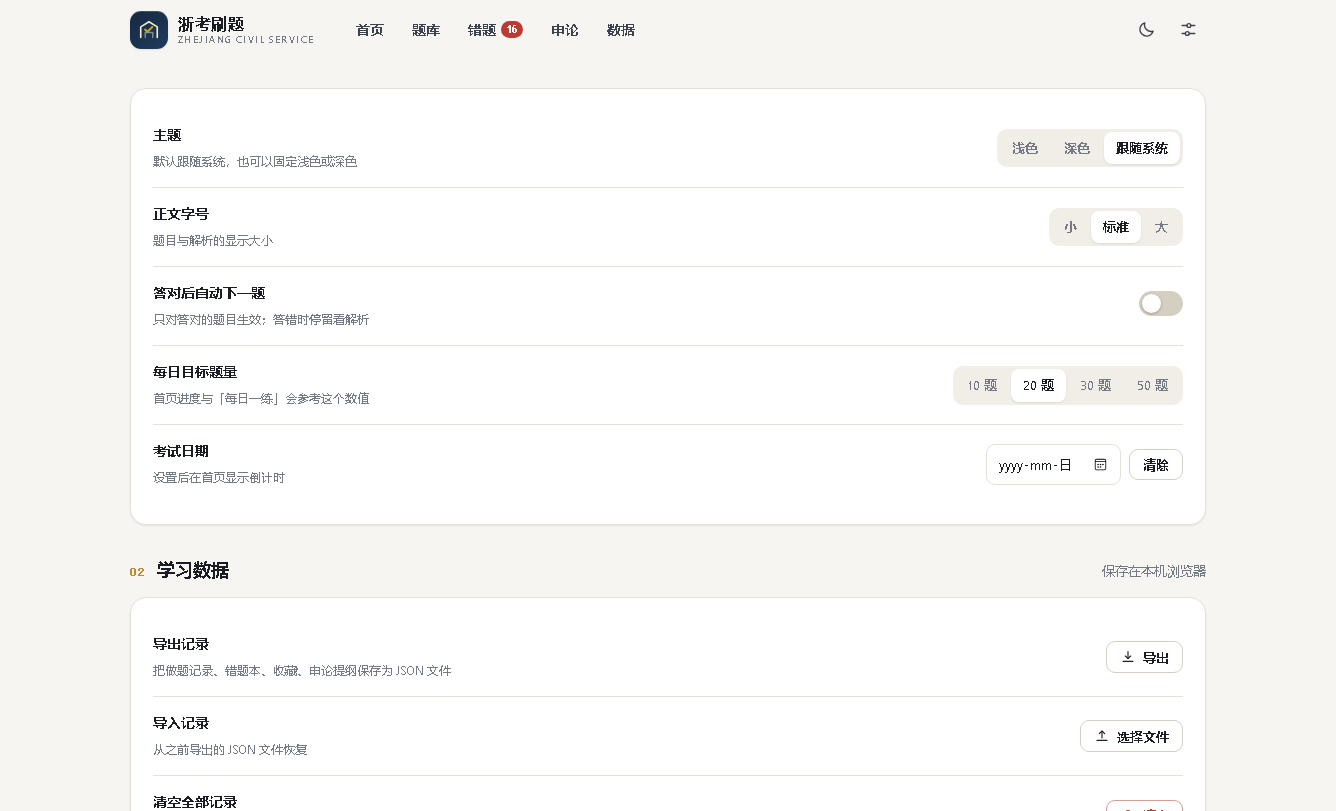 浙考刷题
ZHEJIANG CIVIL SERVICE
首页 题库 错题 16 申论 数据
主题
默认跟随系统，也可以固定浅色或深色
浅色 深色 跟随系统
正文字号
题目与解析的显示大小
小 标准 大
答对后自动下一题
只对答对的题目生效；答错时停留看解析
每日目标题量
首页进度与「每日一练」会参考这个数值
10 题 20 题 30 题 50 题
考试日期
设置后在首页显示倒计时
yyyy-mm-日 清除
02 学习数据 保存在本机浏览器
导出记录
把做题记录、错题本、收藏、申论提纲保存为 JSON 文件
导出
导入记录
从之前导出的 JSON 文件恢复
选择文件
清空全部记录